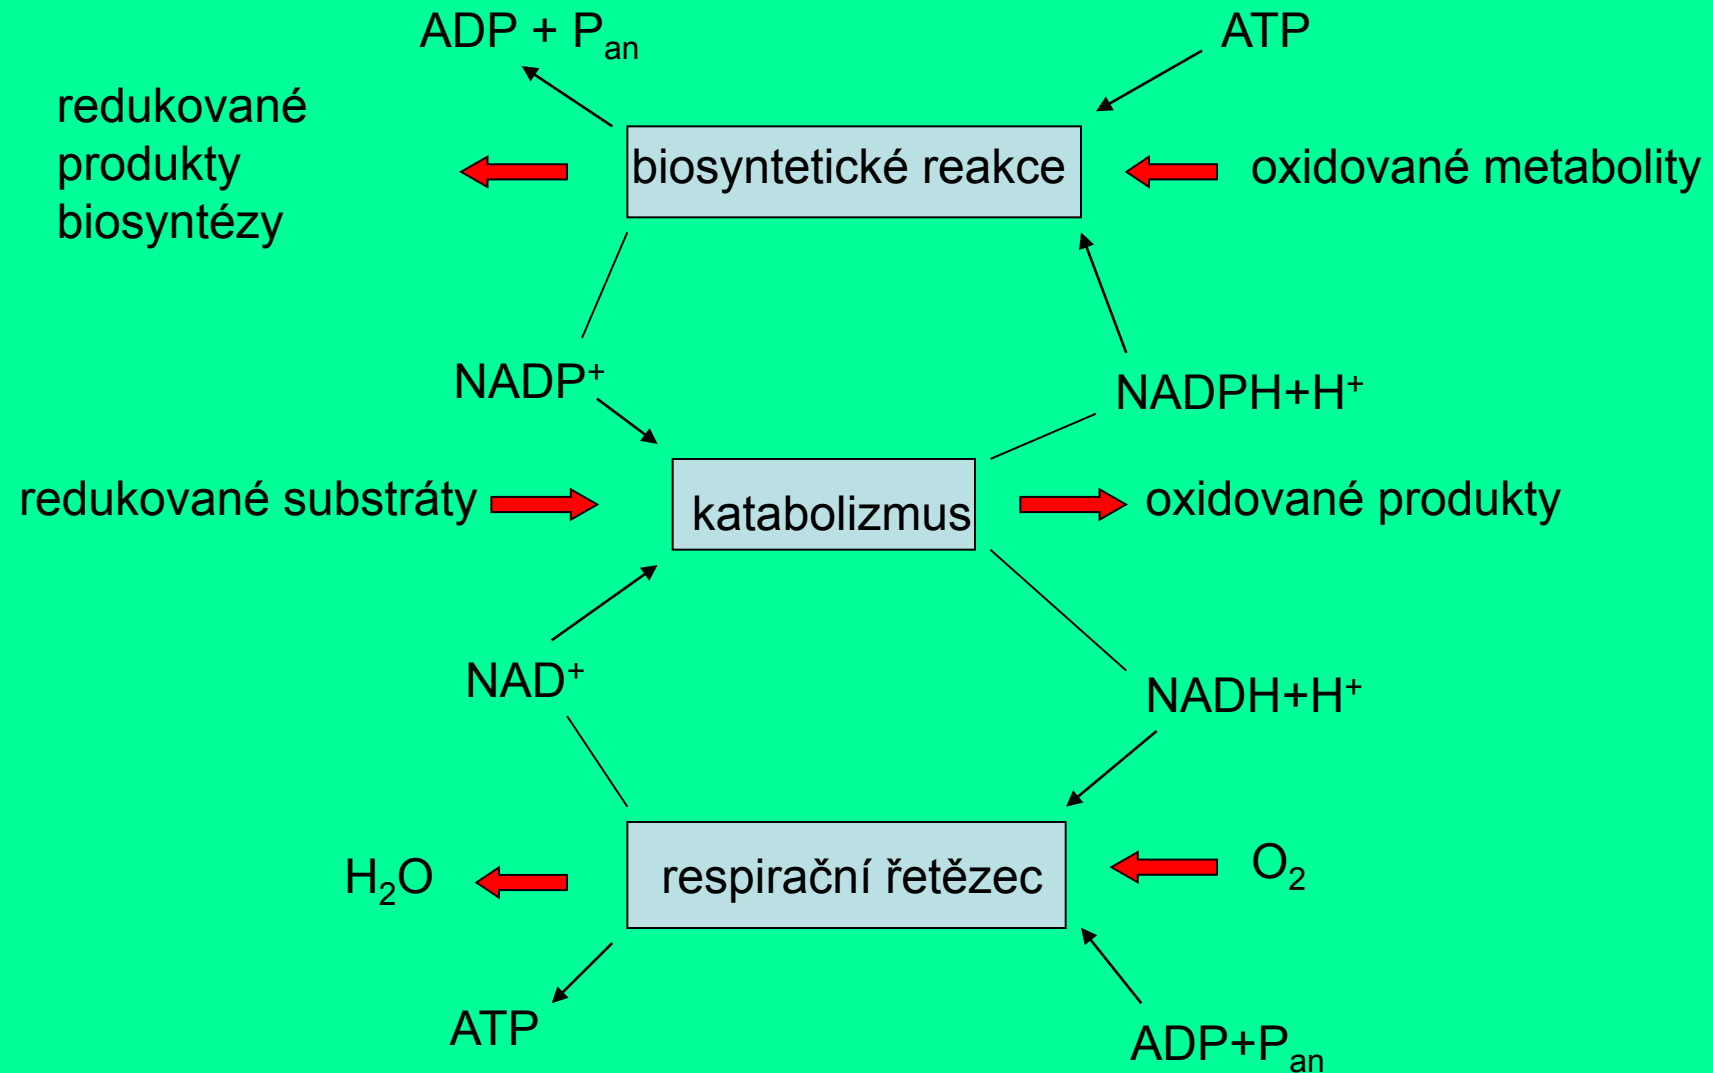 ADP + Pan
ATP
redukované
produkty
biosyntézy
biosyntetické reakce
oxidované metabolity
NADP+
NADPH+H+
redukované substráty
katabolizmus
oxidované produkty
NAD+
NADH+H+
H2O
respirační řetězec
O2
ATP
ADP+Pan